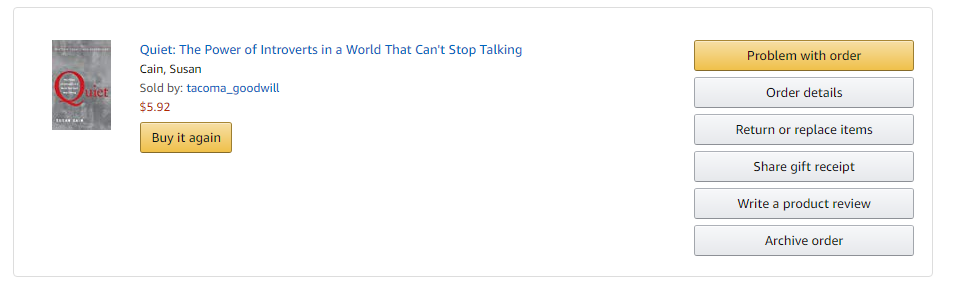 Quiet
SUSAN CAIN
Quiet: The Power of Introverts in a World That Can't Stop Talking
Cain, Susan
Sold by: tacoma_goodwill
$5.92
Buy it again
Problem with order
Order details
Return or replace items
Share gift receipt
Write a product review
Archive order